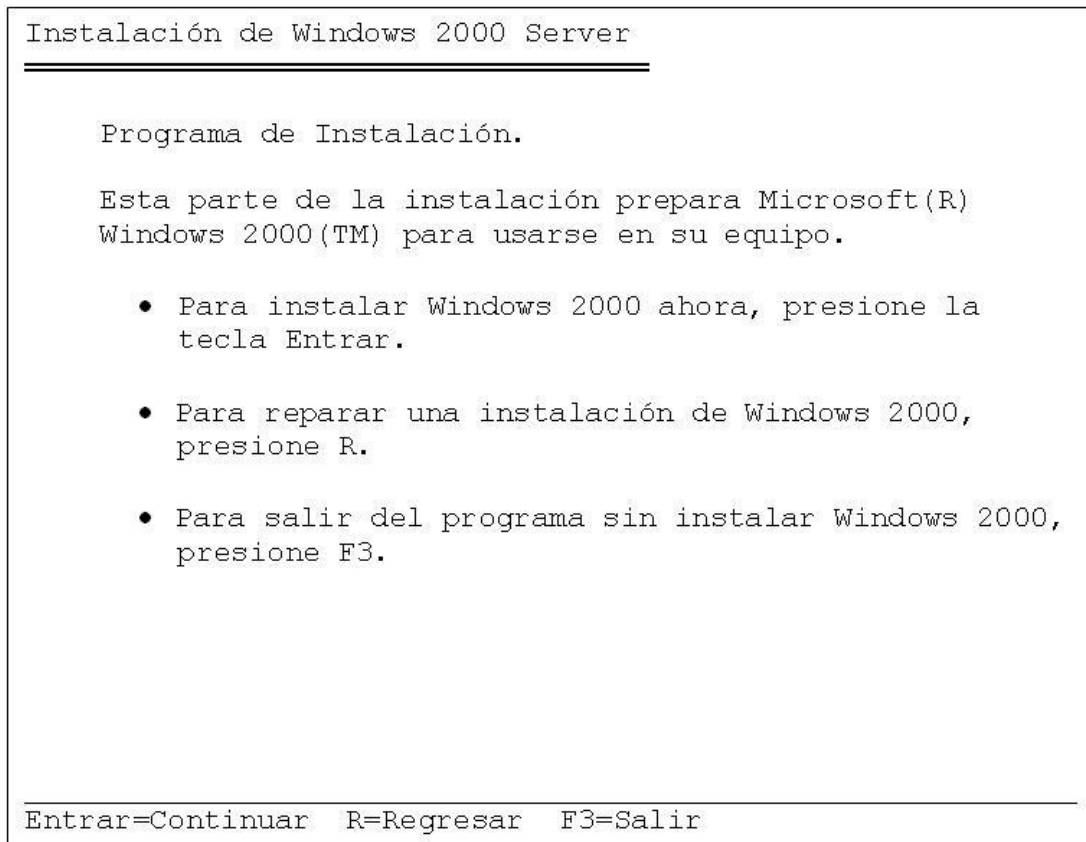 Instalación de Windows 2000 Server
Programa de Instalación.
Esta parte de la instalación prepara Microsoft(R)
Windows 2000(TM) para usarse en su equipo.
• Para instalar Windows 2000 ahora, presione la
tecla Entrar.
• Para reparar una instalación de Windows 2000,
presione R.
• Para salir del programa sin instalar Windows 2000,
presione F3.
Entrar=Continuar R=Regresar F3=Salir